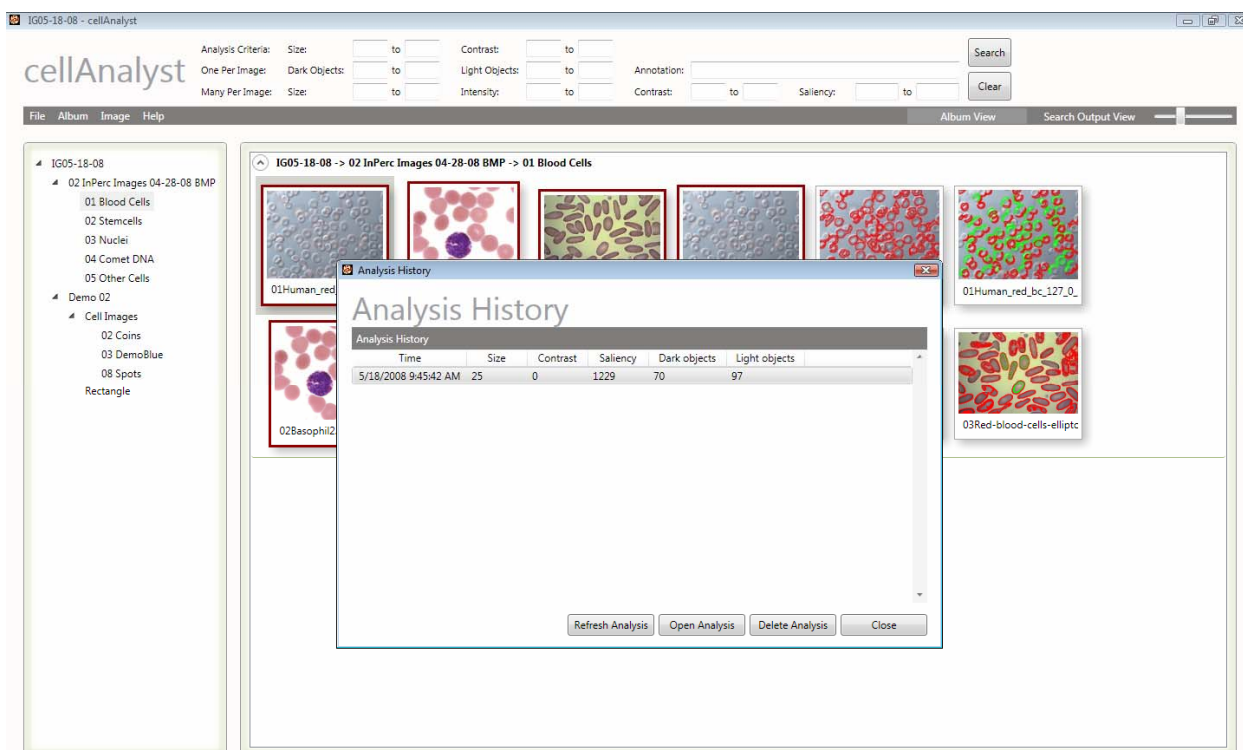 IG05-18-08 - cellAnalyst
cellAnalyst
Analysis Criteria: Size: to Contrast: to
One Per Image: Dark Objects: to Light Objects: to Annotation:
Many Per Image: Size: to Intensity: to Contrast: to Saliency: to
Search
Clear
File Album Image Help Album View Search Output View
IG05-18-08
02 InPerc Images 04-28-08 BMP
01 Blood Cells
02 Stemcells
03 Nuclei
04 Comet DNA
05 Other Cells
Demo 02
Cell Images
02 Coins
03 DemoBlue
08 Spots
Rectangle
IG05-18-08 -> 02 InPerc Images 04-28-08 BMP -> 01 Blood Cells
01Human_red
01Human_red_bc_127_0_
02Basophil2
03Red-blood-cells-elliptc
Analysis History
Analysis History
Analysis History
Time Size Contrast Saliency Dark objects Light objects
5/18/2008 9:45:42 AM 25 0 1229 70 97
Refresh Analysis Open Analysis Delete Analysis Close